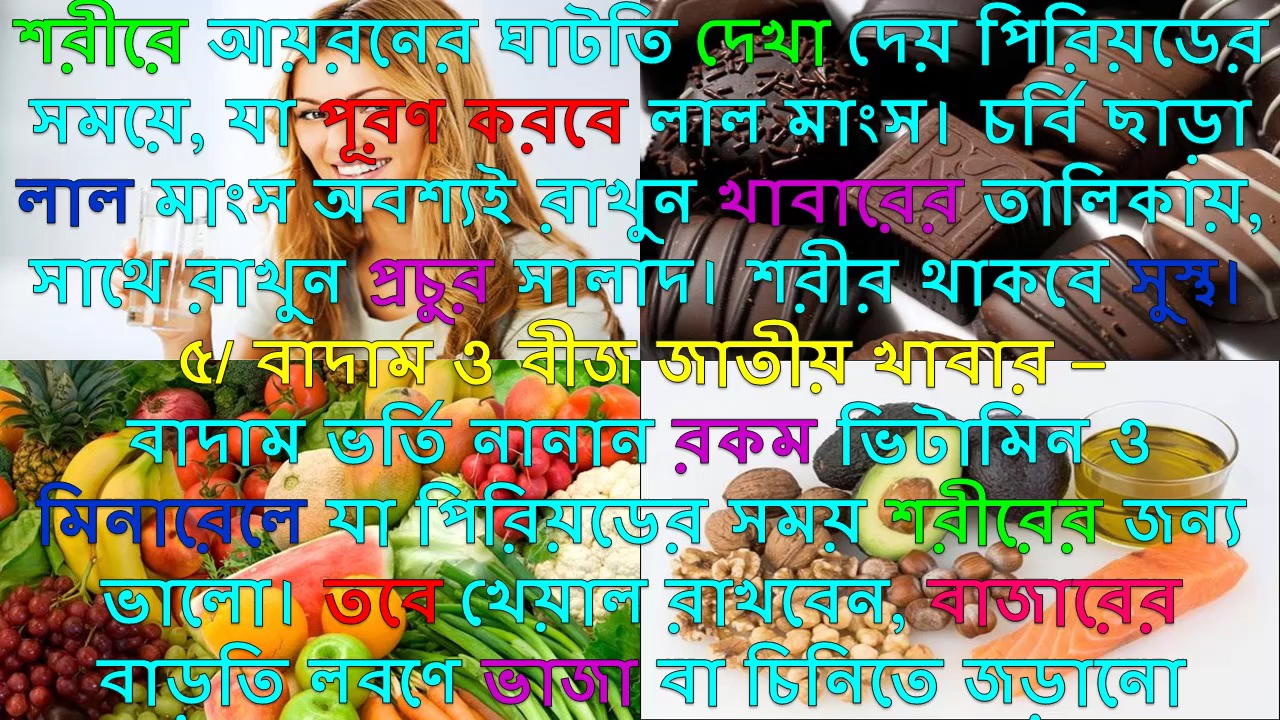 শরীরে আয়রনের ঘাটতি দেখা দেয় পিরিয়ডের
সময়ে, যা পূরণ করবে লাল মাংস। চর্বি ছাড়া
লাল মাংস অবশ্যই রাখুন খাবারের তালিকায়,
সাথে রাখুন প্রচুর সালাদ। শরীর থাকবে সুস্থ।
৫/ বাদাম ও বীজ জাতীয় খাবার –
বাদাম ভর্তি নানান রকম ভিটামিন ও
মিনারেলে যা পিরিয়ডের সময় শরীরের জন্য
ভালো। তবে খেয়াল রাখবেন, বাজারের
বাড়তি লবণে ভাজা বা চিনিতে জড়ানো